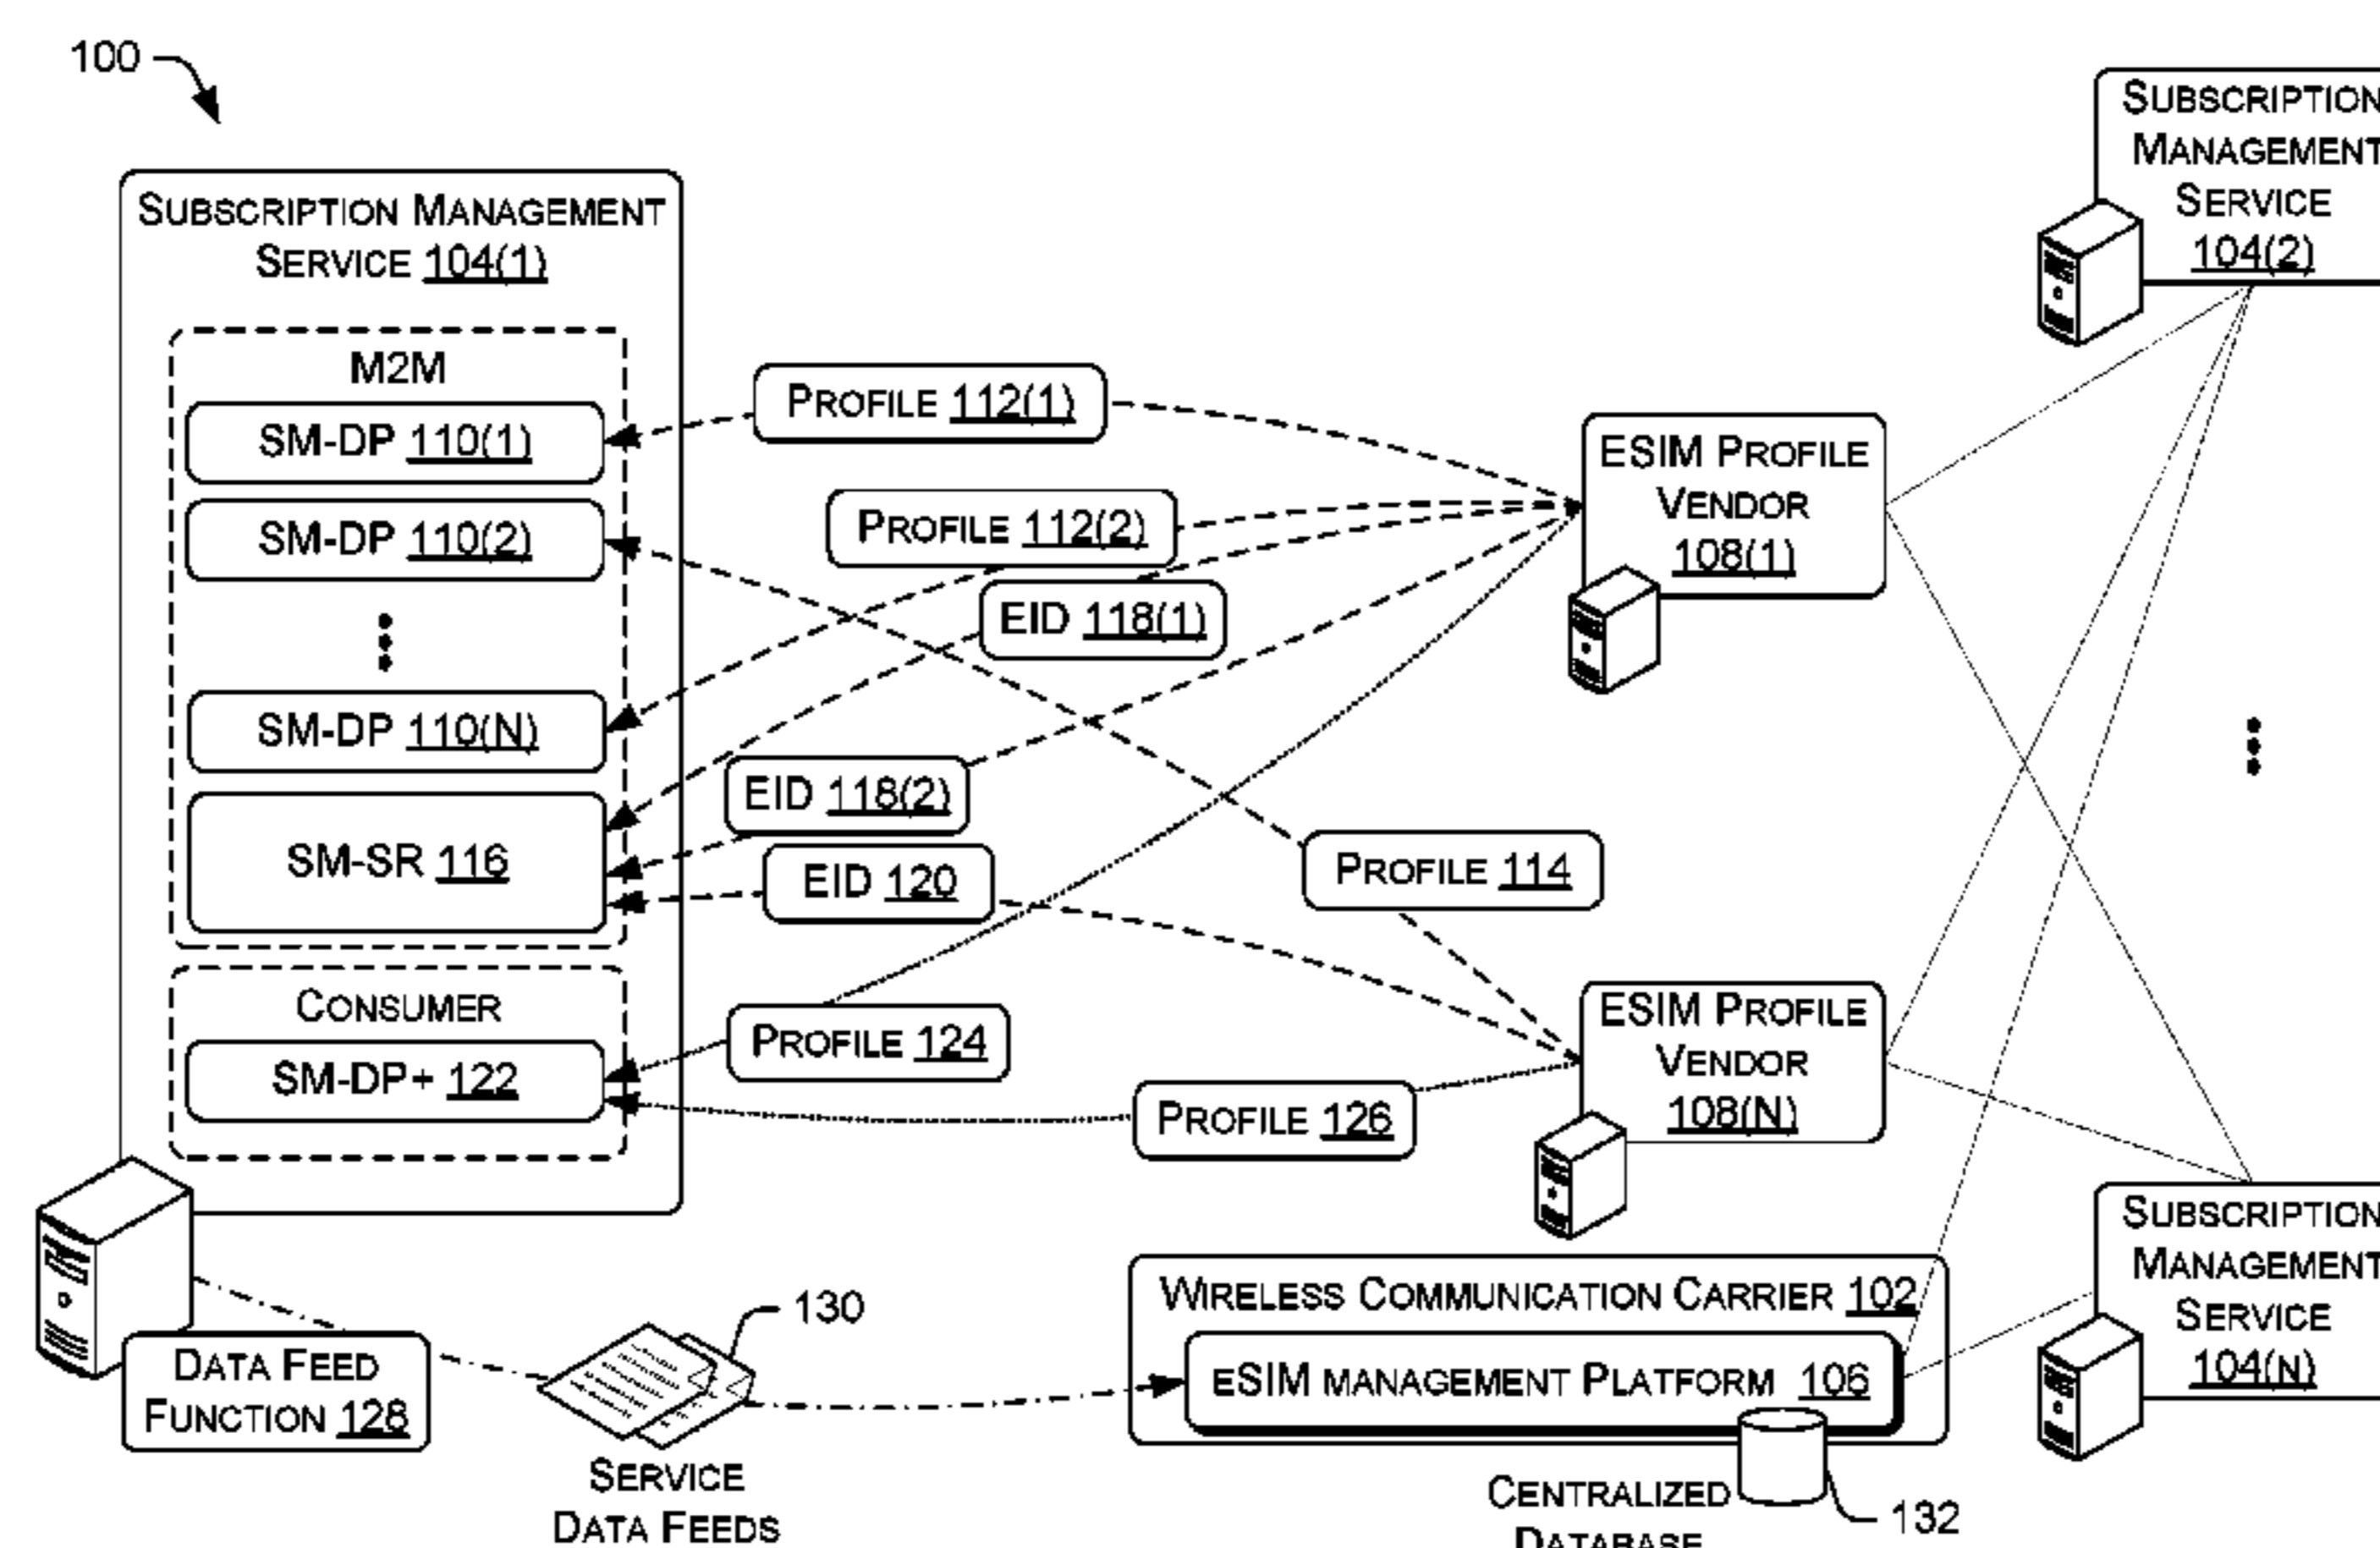 100
SUBSCRIPTION MANAGEMENT
SERVICE 104(1)
M2M
SM-DP 110(1)
SM-DP 110(2)
SM-DP 110(N)
SM-SR 116
CONSUMER
SM-DP+ 122
PROFILE 112(1)
PROFILE 112(2)
EID 118(1)
EID 118(2)
EID 120
PROFILE 114
PROFILE 124
PROFILE 126
ESIM PROFILE
VENDOR
108(1)
ESIM PROFILE
VENDOR
108(N)
SUBSCRIPTION
MANAGEMENT
SERVICE
104(2)
SUBSCRIPTION
MANAGEMENT
SERVICE
104(N)
WIRELESS COMMUNICATION CARRIER 102
eSIM MANAGEMENT PLATFORM 106
DATA FEED
FUNCTION 128
130
SERVICE
DATA FEEDS
CENTRALIZED
DATABASE
132